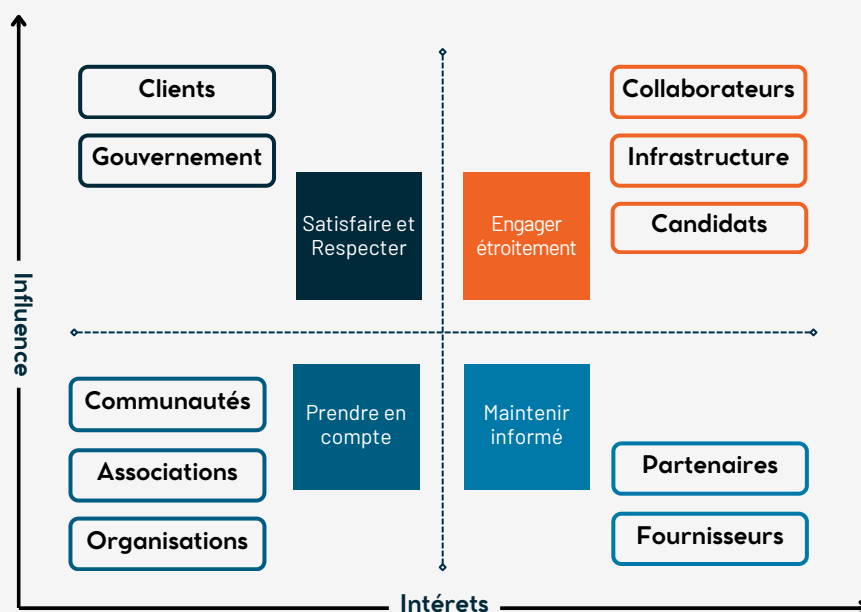 Clients
Gouvernement
Satisfaire et
Respecter
Collaborateurs
Infrastructure
Candidats
Engager
étroitement
Influence
Communautés
Associations
Organisations
Prendre en
compte
Maintenir
informé
Partenaires
Fournisseurs
Intérets